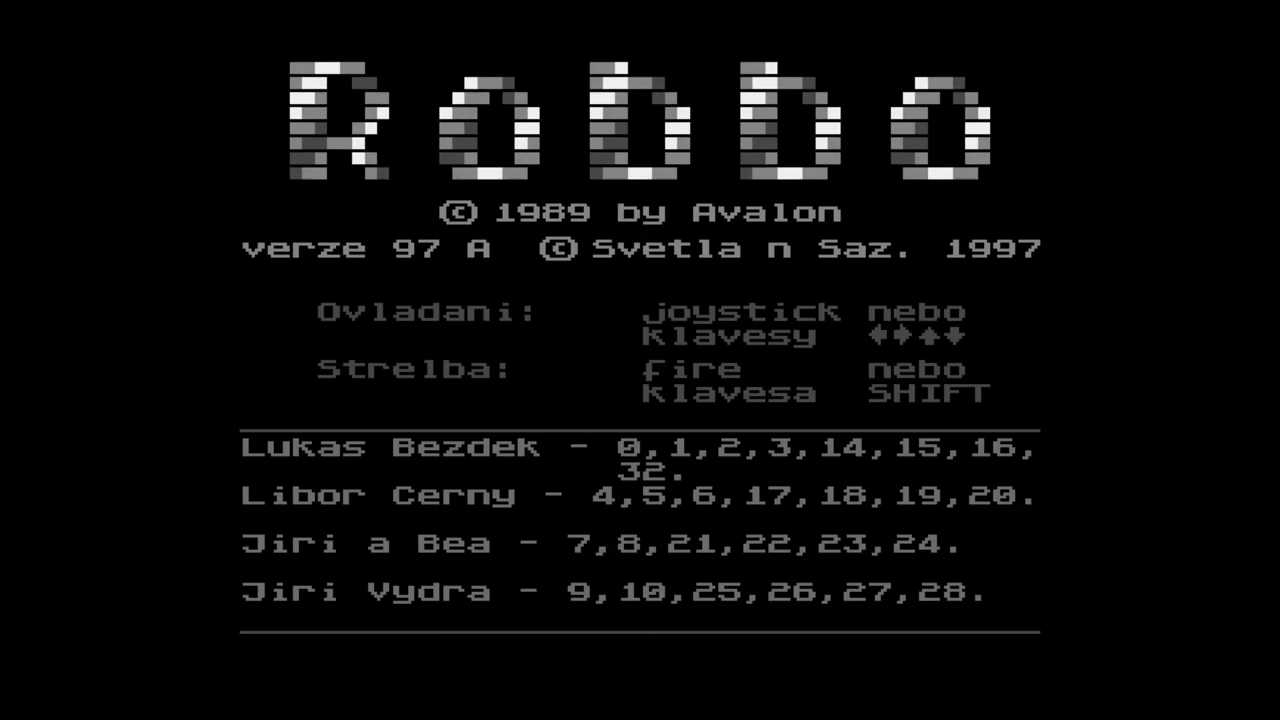 Robbo
© 1989 by Avalon
verze 97 A © Svetla n Saz. 1997
Ovladani: joystick nebo
klavesy ←→↑↓
Strelba: fire nebo
klavesa SHIFT
Lukas Bezdek - 0,1,2,3,14,15,16,
32.
Libor Cerny - 4,5,6,17,18,19,20.
Jiri a Bea - 7,8,21,22,23,24.
Jiri Vydra - 9,10,25,26,27,28.